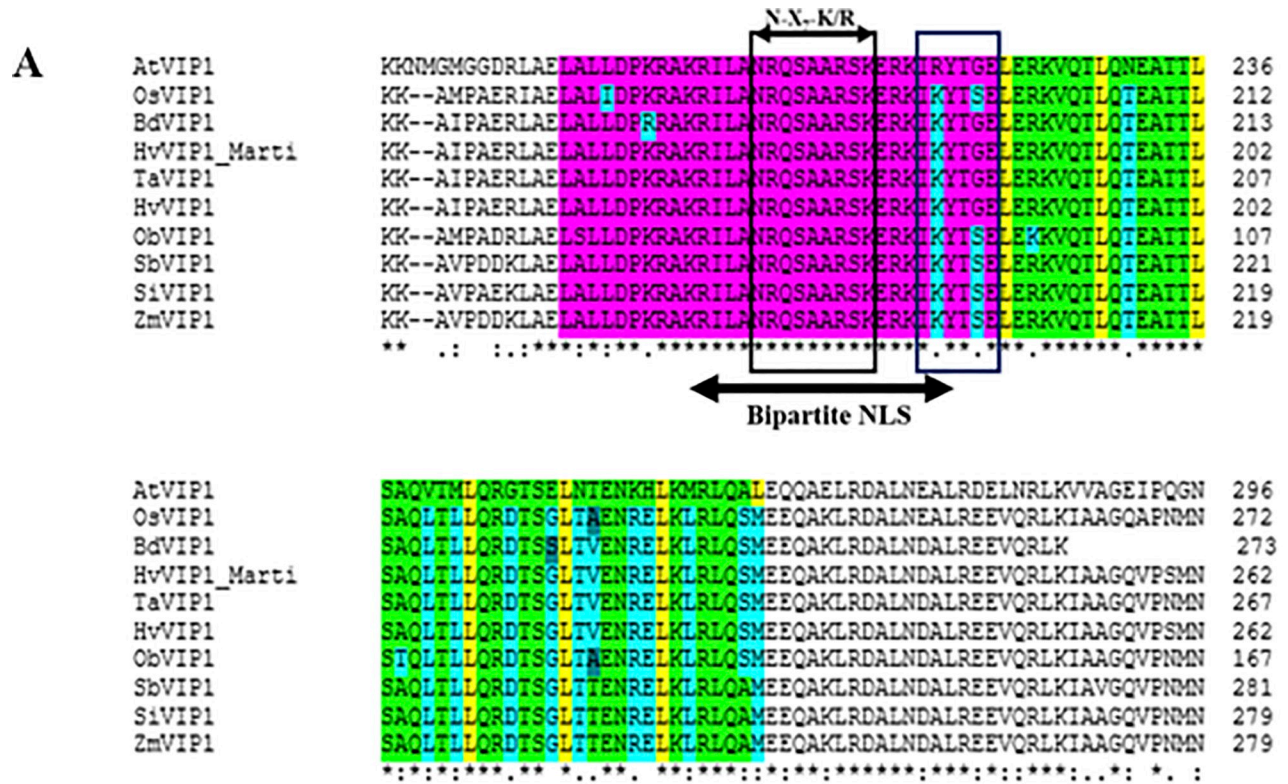 A
N-X₇-K/R
AtVIP1 KKNMGMGGDRLAELALLDPKRAKRILANRQSAARSKERKIRYTGELERKVQTLQNEATTL 236
OsVIP1 KK--AMPAERIAELALIDPKRAKRILANRQSAARSKERKIKYTSELERKVQTLQTEATTL 212
BdVIP1 KK--AIPAERLAELALLDPRRAKRILANRQSAARSKERKIKYTGELERKVQTLQTEATTL 213
HvVIP1_Marti KK--AIPAERLAELALLDPKRAKRILANRQSAARSKERKIKYTGELERKVQTLQTEATTL 202
TaVIP1 KK--AIPAERLAELALLDPKRAKRILANRQSAARSKERKIKYTGELERKVQTLQTEATTL 207
HvVIP1 KK--AIPAERLAELALLDPKRAKRILANRQSAARSKERKIKYTGELERKVQTLQTEATTL 202
ObVIP1 KK--AMPADRLAELSLLDPKRAKRILANRQSAARSKERKIKYTSELEKKVQTLQTEATTL 107
SbVIP1 KK--AVPDDKLAELALLDPKRAKRILANRQSAARSKERKIKYTSELERKVQTLQTEATTL 221
SiVIP1 KK--AVPAEKLAELALLDPKRAKRILANRQSAARSKERKIKYTSELERKVQTLQTEATTL 219
ZmVIP1 KK--AVPDDKLAELALLDPKRAKRILANRQSAARSKERKIKYTSELERKVQTLQTEATTL 219
**  .:  :.:***:*:**.********************.**.***.******.*****
Bipartite NLS
AtVIP1 SAQVTMLQRGTSELNTENKHLKMRLQALEQQAELRDALNEALRDELNRLKVVAGEIPQGN 296
OsVIP1 SAQLTLLQRDTSGLTAENRELKLRLQSMEEQAKLRDALNDALREEVQRLKIAAGQAPNMN 272
BdVIP1 SAQLTLLQRDTSSLTVENRELKLRLQSMEEQAKLRDALNDALREEVQRLK 273
HvVIP1_Marti SAQLTLLQRDTSGLTVENRELKLRLQSMEEQAKLRDALNDALREEVQRLKIAAGQVPSMN 262
TaVIP1 SAQLTLLQRDTSGLTVENRELKLRLQSMEEQAKLRDALNDALREEVQRLKIAAGQVPNMN 267
HvVIP1 SAQLTLLQRDTSGLTVENRELKLRLQSMEEQAKLRDALNDALREEVQRLKIAAGQVPSMN 262
ObVIP1 STQLTLLQRDTSGLTAENRELKLRLQSMEEQAKLRDALNDALREEVQRLKIAAGQVPNMN 167
SbVIP1 SAQLTLLQRDTSGLTTENRELKLRLQAMEEQAKLRDALNDALREEVQRLKIAVGQVPNMN 281
SiVIP1 SAQLTLLQRDTSGLTTENRELKLRLQAMEEQAKLRDALNDALREEVQRLKIAAGQVPNMN 279
ZmVIP1 SAQLTLLQRDTSGLTTENRELKLRLQAMEEQAKLRDALNDALREEVQRLKIAAGQVPNMN 279